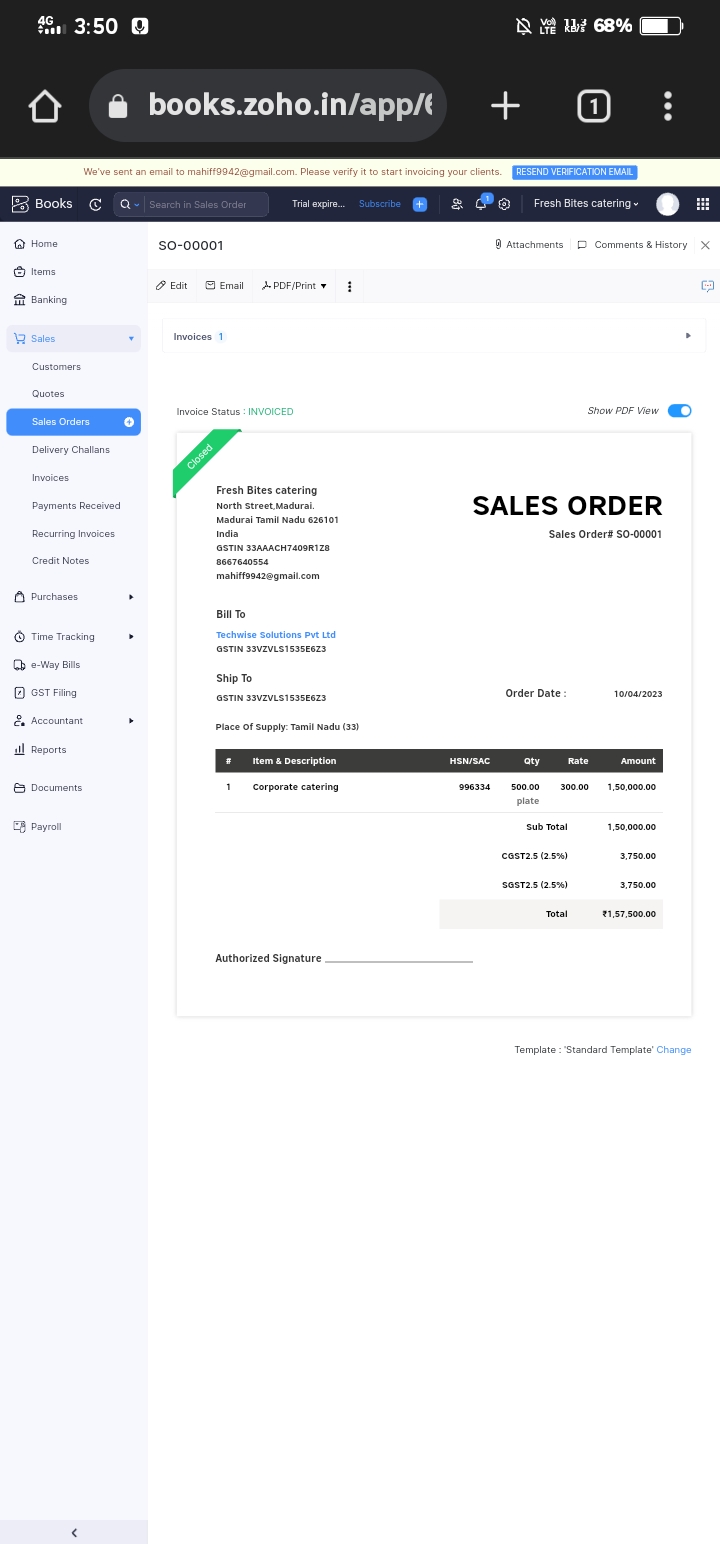 4G 3:50 Vo) LTE 11.3 KB/s 68%
books.zoho.in/app/6
1
We've sent an email to mahiff9942@gmail.com. Please verify it to start invoicing your clients. RESEND VERIFICATION EMAIL
Books Search in Sales Order Trial expire... Subscribe 1 Fresh Bites catering
Home
Items
Banking
Sales
Customers
Quotes
Sales Orders
Delivery Challans
Invoices
Payments Received
Recurring Invoices
Credit Notes
Purchases
Time Tracking
e-Way Bills
GST Filing
Accountant
Reports
Documents
Payroll
SO-00001 Attachments Comments & History
Edit Email PDF/Print
Invoices 1
Invoice Status : INVOICED Show PDF View
Closed
Fresh Bites catering
North Street,Madurai.
Madurai Tamil Nadu 626101
India
GSTIN 33AAACH7409R1Z8
8667640554
mahiff9942@gmail.com
SALES ORDER
Sales Order# SO-00001
Bill To
Techwise Solutions Pvt Ltd
GSTIN 33VZVLS1535E6Z3
Ship To
GSTIN 33VZVLS1535E6Z3
Order Date : 10/04/2023
Place Of Supply: Tamil Nadu (33)
# Item & Description HSN/SAC Qty Rate Amount
1 Corporate catering 996334 500.00 300.00 1,50,000.00
plate
Sub Total 1,50,000.00
CGST2.5 (2.5%) 3,750.00
SGST2.5 (2.5%) 3,750.00
Total ₹1,57,500.00
Authorized Signature
Template : 'Standard Template' Change